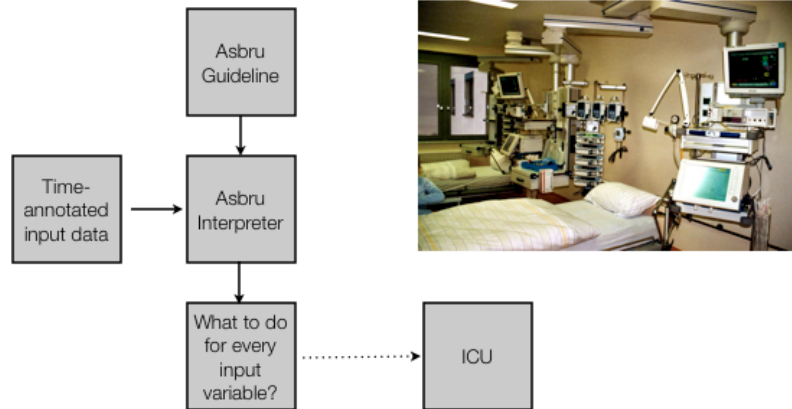 Asbru
Guideline
Time-
annotated
input data
Asbru
Interpreter
What to do
for every
input
variable?
ICU